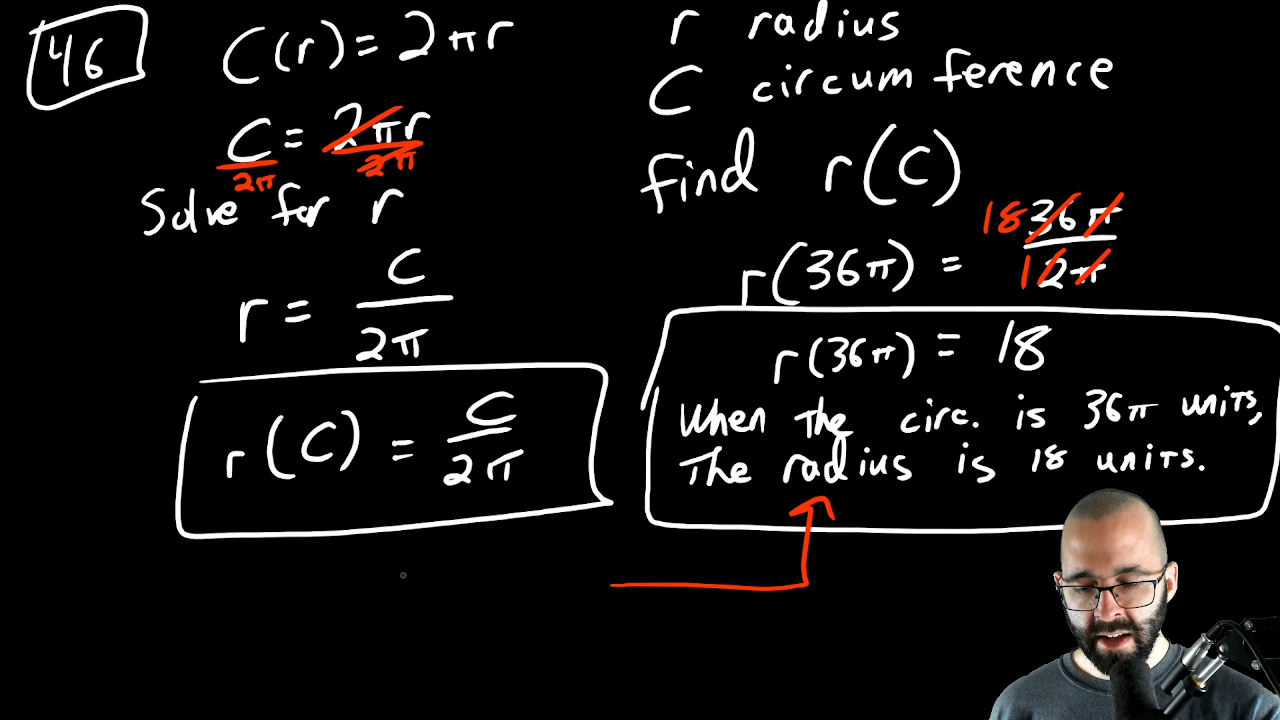 46
C(r) = 2πr
C = 2πr
2π 2π
Solve for r
r = C
2π
r(C) = C
2π
r radius
C circumference
find r(C)
r(36π) = 18 36π
1 2π
r(36π) = 18
When the circ. is 36π units,
The radius is 18 units.